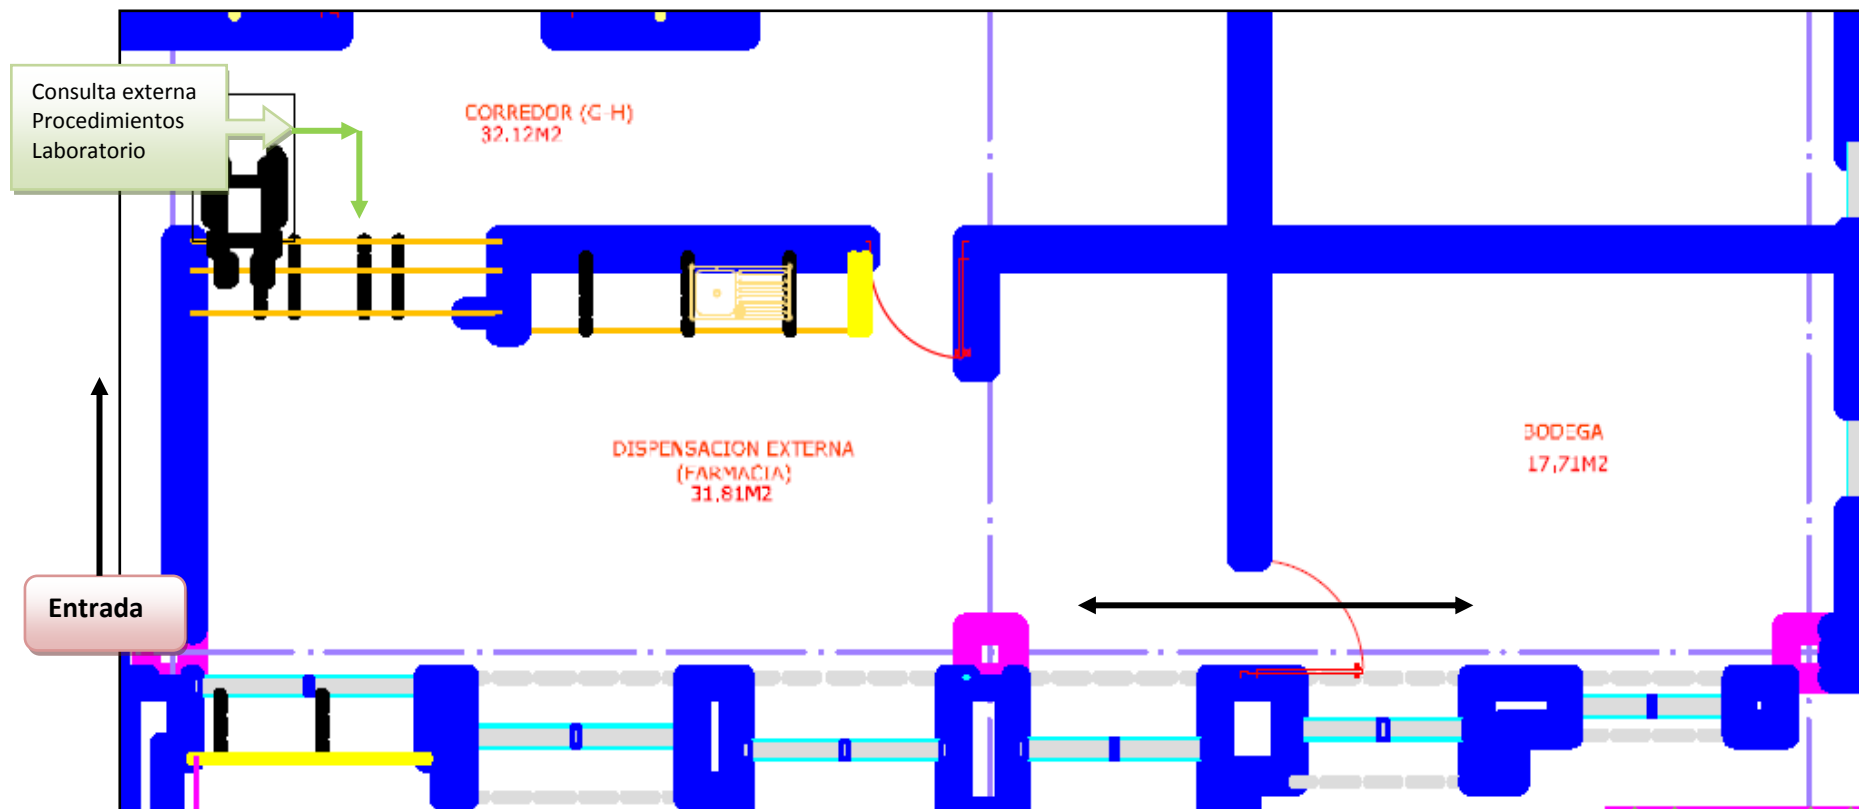 Consulta externa
Procedimientos
Laboratorio
CORREDOR (G-H)
32,12M2
DISPENSACION EXTERNA
(FARMACIA)
31,81M2
BODEGA
17,71M2
Entrada